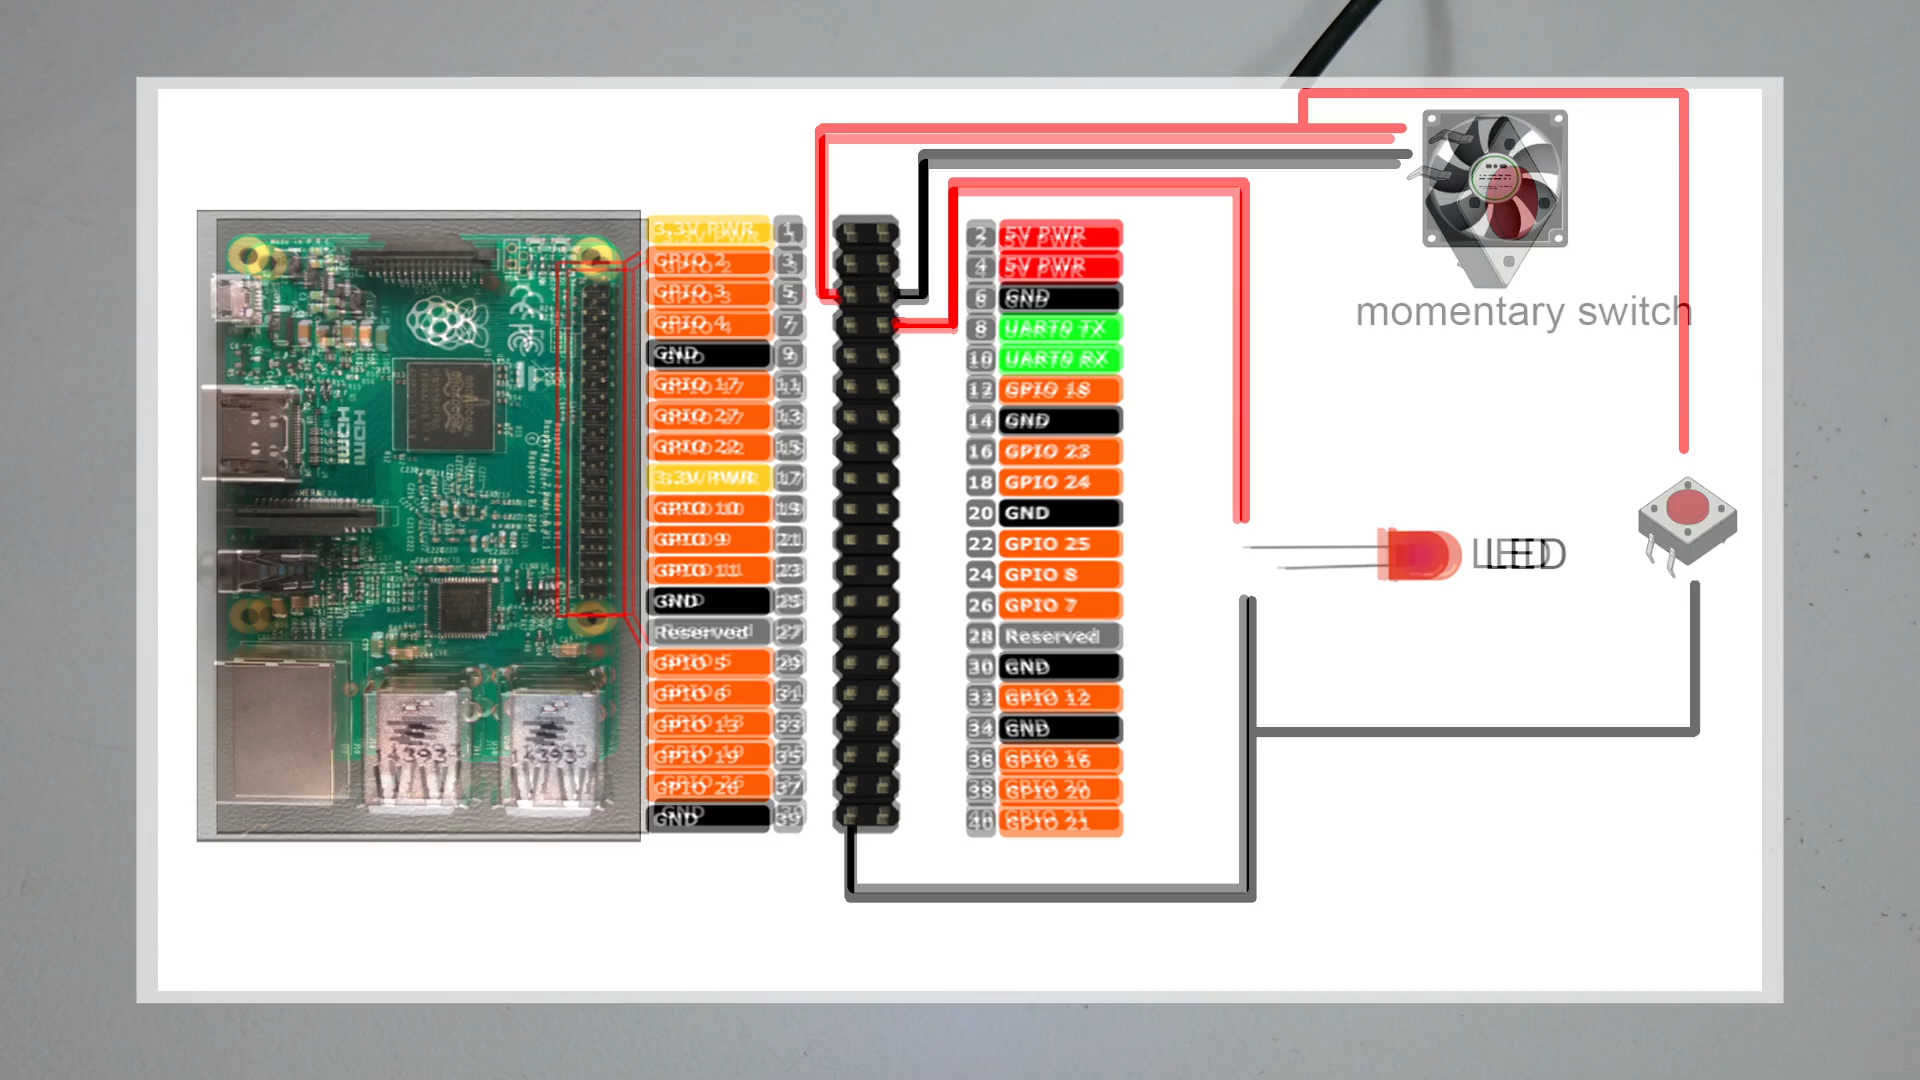 3.3V PWR 1
GPIO 2 3
GPIO 3 5
GPIO 4 7
GND 9
GPIO 17 11
GPIO 27 13
GPIO 22 15
3.3V PWR 17
GPIO 10 19
GPIO 9 21
GPIO 11 23
GND 25
Reserved 27
GPIO 5 29
GPIO 6 31
GPIO 13 33
GPIO 19 35
GPIO 26 37
GND 39
2 5V PWR
4 5V PWR
6 GND
8 UART0 TX
10 UART0 RX
12 GPIO 18
14 GND
16 GPIO 23
18 GPIO 24
20 GND
22 GPIO 25
24 GPIO 8
26 GPIO 7
28 Reserved
30 GND
32 GPIO 12
34 GND
36 GPIO 16
38 GPIO 20
40 GPIO 21
momentary switch
LED
HDMI